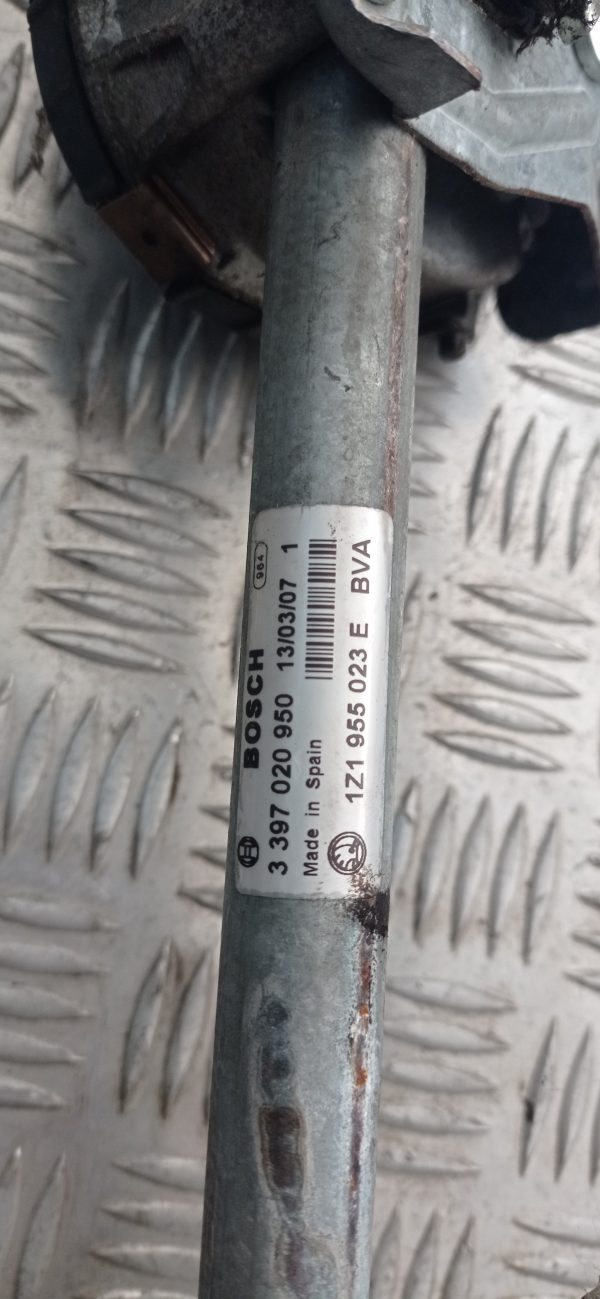 964
BOSCH
3 397 020 950 13/03/07 1
Made in Spain
1Z1 955 023 E BVA